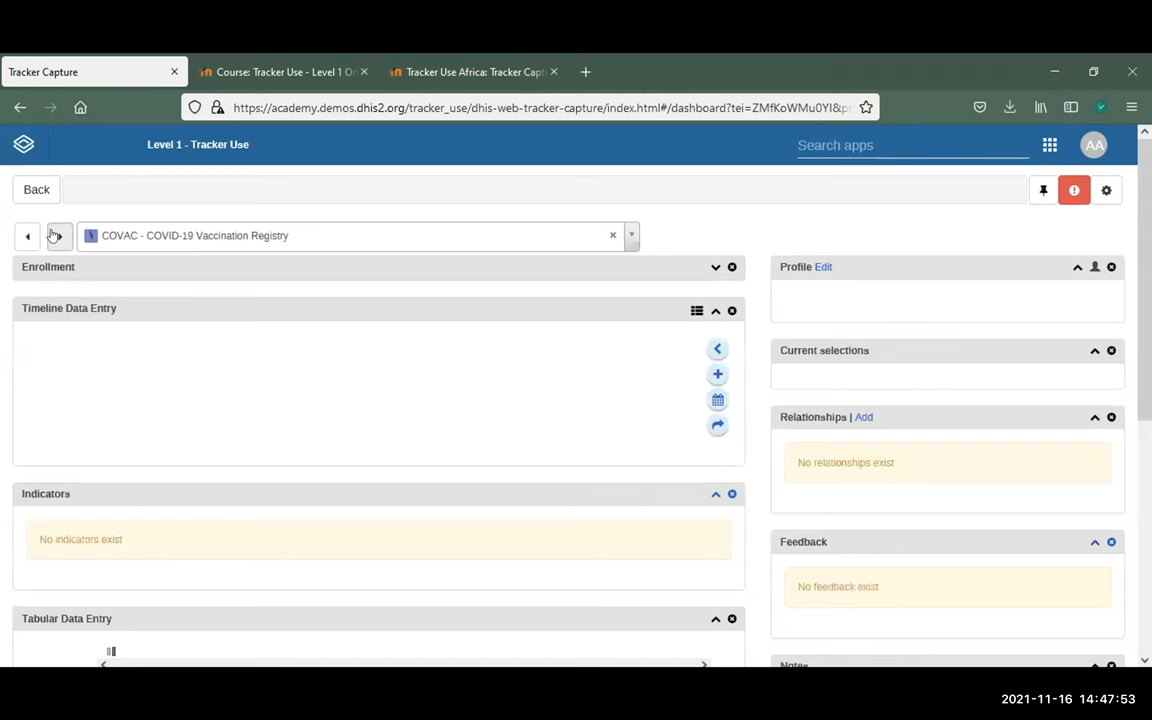 Tracker Capture
Course: Tracker Use - Level 1 On
Tracker Use Africa: Tracker Capt
https://academy.demos.dhis2.org/tracker_use/dhis-web-tracker-capture/index.html#/dashboard?tei=ZMfKoWMu0YI&pr
Level 1 - Tracker Use
Search apps
AA
Back
COVAC - COVID-19 Vaccination Registry
Enrollment
Profile Edit
Timeline Data Entry
Current selections
Relationships | Add
No relationships exist
Indicators
No indicators exist
Feedback
No feedback exist
Tabular Data Entry
Notes
2021-11-16 14:47:53